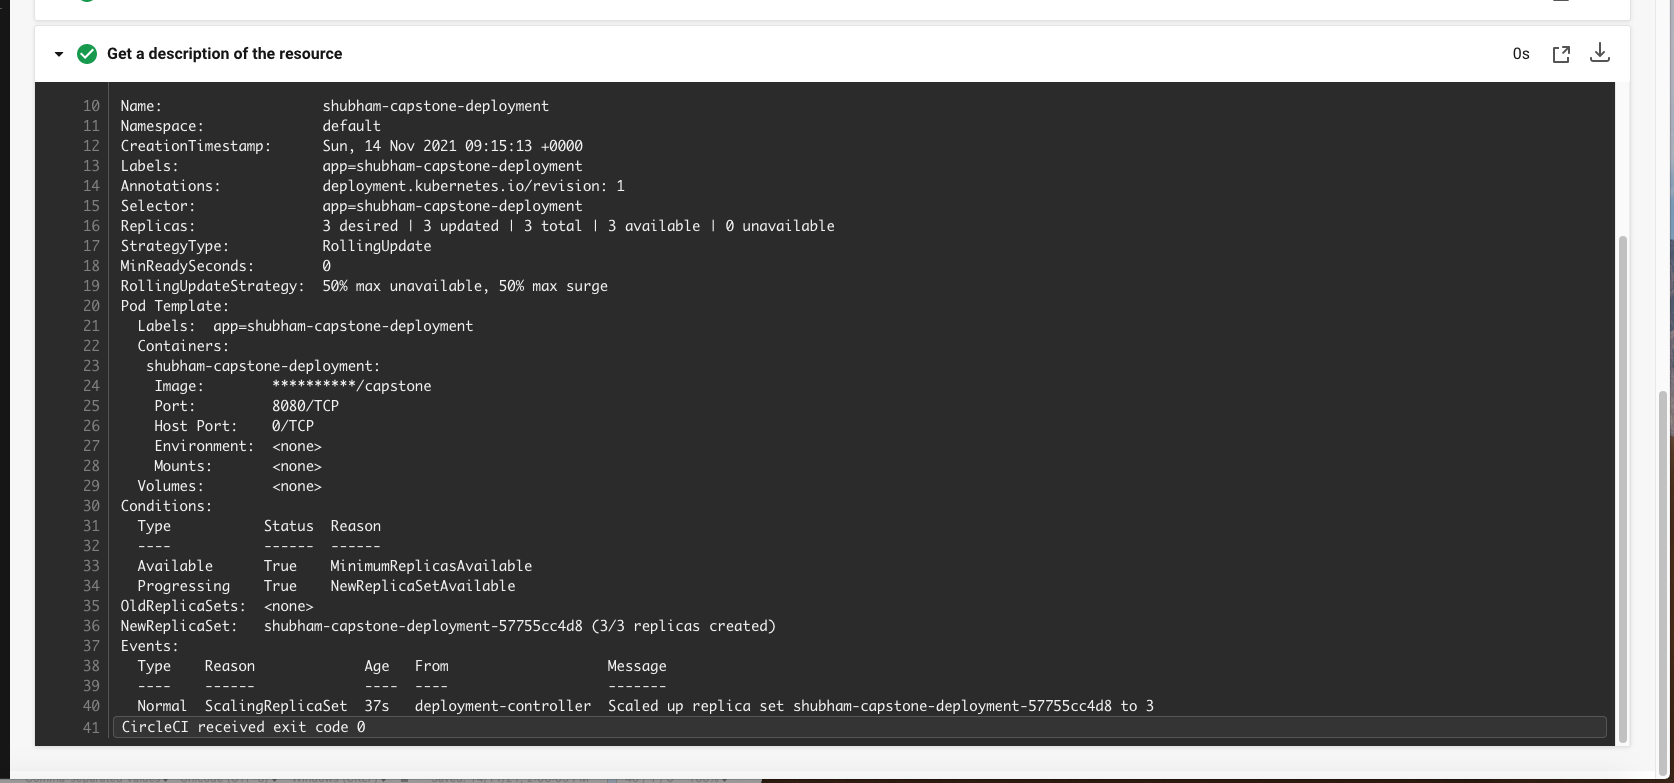 Get a description of the resource
0s
10 Name: shubham-capstone-deployment
11 Namespace: default
12 CreationTimestamp: Sun, 14 Nov 2021 09:15:13 +0000
13 Labels: app=shubham-capstone-deployment
14 Annotations: deployment.kubernetes.io/revision: 1
15 Selector: app=shubham-capstone-deployment
16 Replicas: 3 desired | 3 updated | 3 total | 3 available | 0 unavailable
17 StrategyType: RollingUpdate
18 MinReadySeconds: 0
19 RollingUpdateStrategy: 50% max unavailable, 50% max surge
20 Pod Template:
21 Labels: app=shubham-capstone-deployment
22 Containers:
23 shubham-capstone-deployment:
24 Image: **********/capstone
25 Port: 8080/TCP
26 Host Port: 0/TCP
27 Environment: <none>
28 Mounts: <none>
29 Volumes: <none>
30 Conditions:
31 Type Status Reason
32 ---- ------ ------
33 Available True MinimumReplicasAvailable
34 Progressing True NewReplicaSetAvailable
35 OldReplicaSets: <none>
36 NewReplicaSet: shubham-capstone-deployment-57755cc4d8 (3/3 replicas created)
37 Events:
38 Type Reason Age From Message
39 ---- ------ ---- ---- -------
40 Normal ScalingReplicaSet 37s deployment-controller Scaled up replica set shubham-capstone-deployment-57755cc4d8 to 3
41 CircleCI received exit code 0